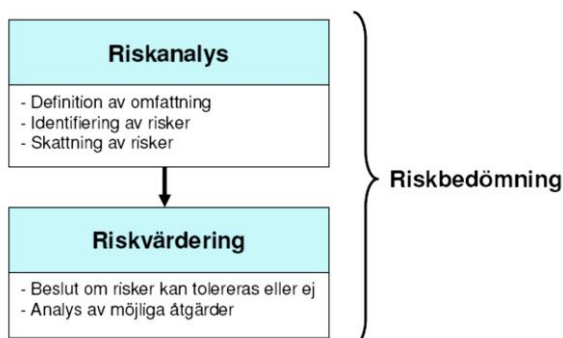 Riskanalys
- Definition av omfattning
- Identifiering av risker
- Skattning av risker
Riskbedömning
Riskvärdering
- Beslut om risker kan tolereras eller ej
- Analys av möjliga åtgärder